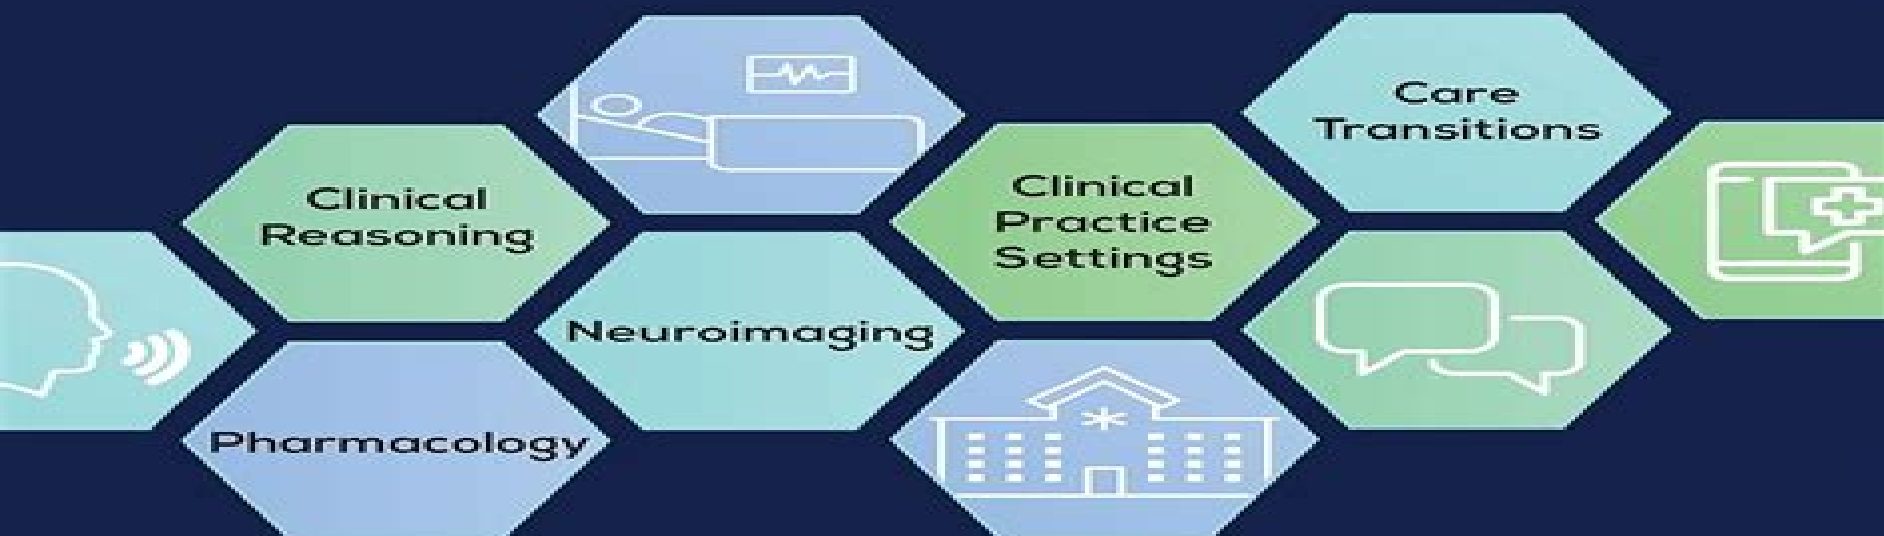 Clinical
Reasoning
Pharmacology
Neuroimaging
Clinical
Practice
Settings
Care
Transitions